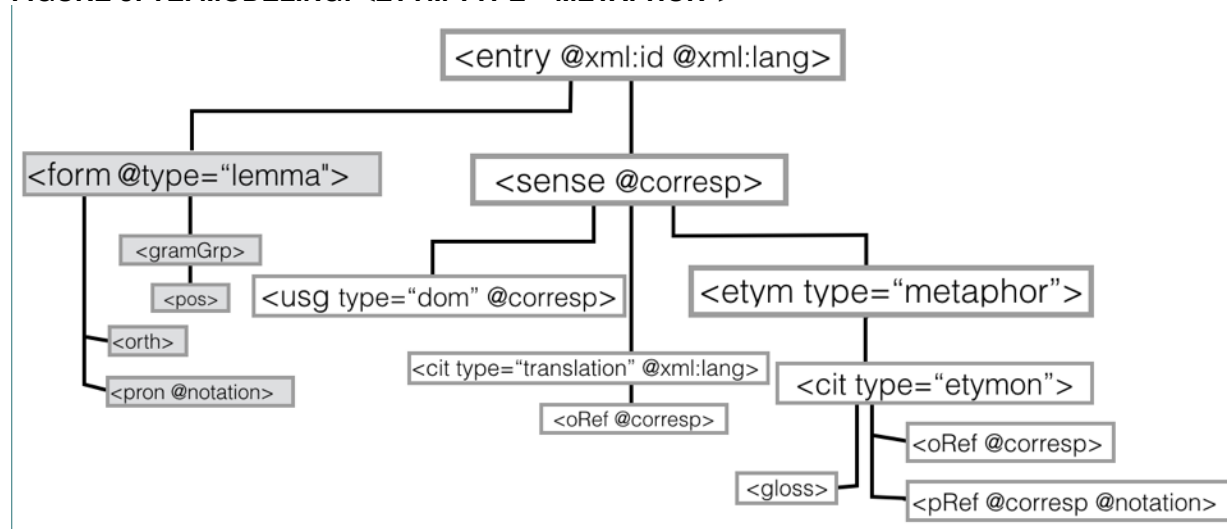 <entry @xml:id @xml:lang>
<form @type=“lemma">
<sense @corresp>
<gramGrp>
<pos>
<usg type=“dom” @corresp>
<etym type=“metaphor”>
<orth>
<cit type=“translation” @xml:lang>
<pron @notation>
<cit type=“etymon”>
<oRef @corresp>
<oRef @corresp>
<gloss>
<pRef @corresp @notation>